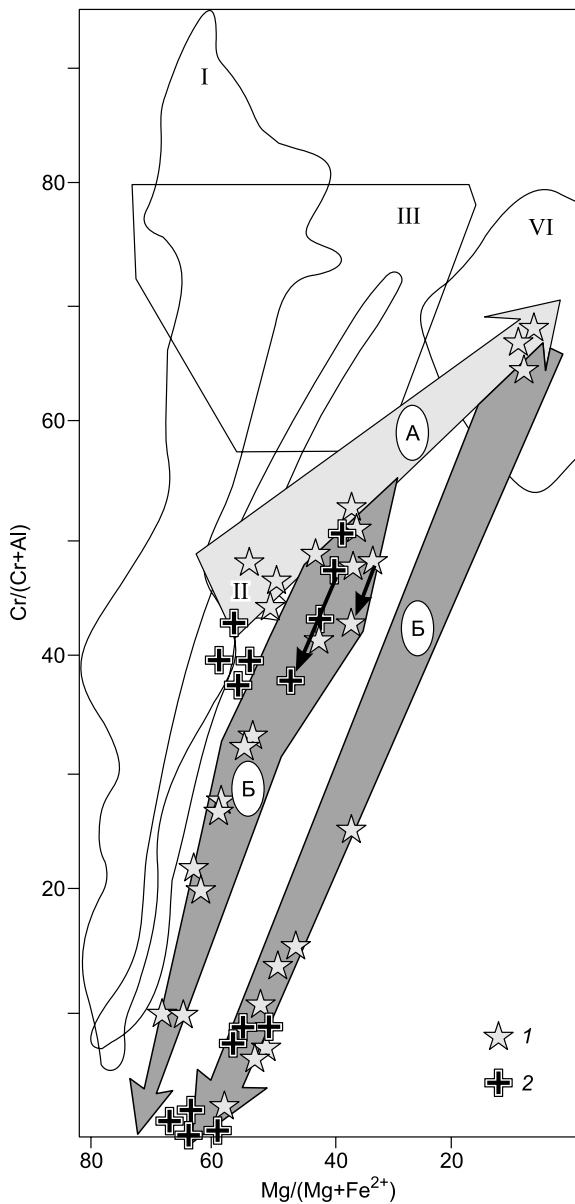 I
80
III
VI
60
А
Cr/(Cr+Al)
II
40
Б
Б
20
1
2
80 60 40 20
Mg/(Mg+Fe²⁺)